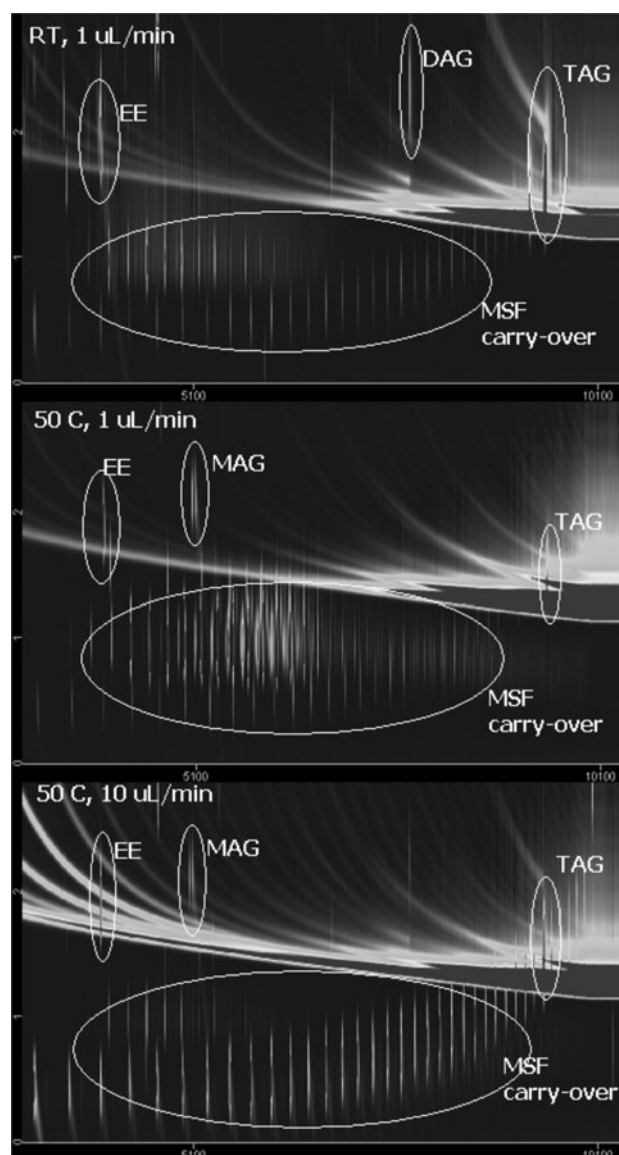 RT, 1 uL/min
DAG
TAG
EE
2
1
MSF
carry-over
0
5100
10100
50 C, 1 uL/min
EE
MAG
2
TAG
1
MSF
carry-over
0
5100
10100
50 C, 10 uL/min
EE
MAG
TAG
2
1
MSF
carry-over
0
5100
10100